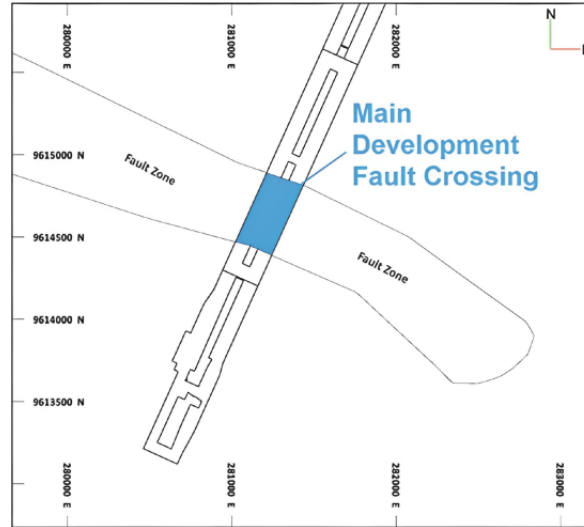 280000 E
281000 E
282000 E
N
E
Main
Development
Fault Crossing
9615000 N
Fault Zone
9614500 N
Fault Zone
9614000 N
9613500 N
280000 E
281000 E
282000 E
283000 E